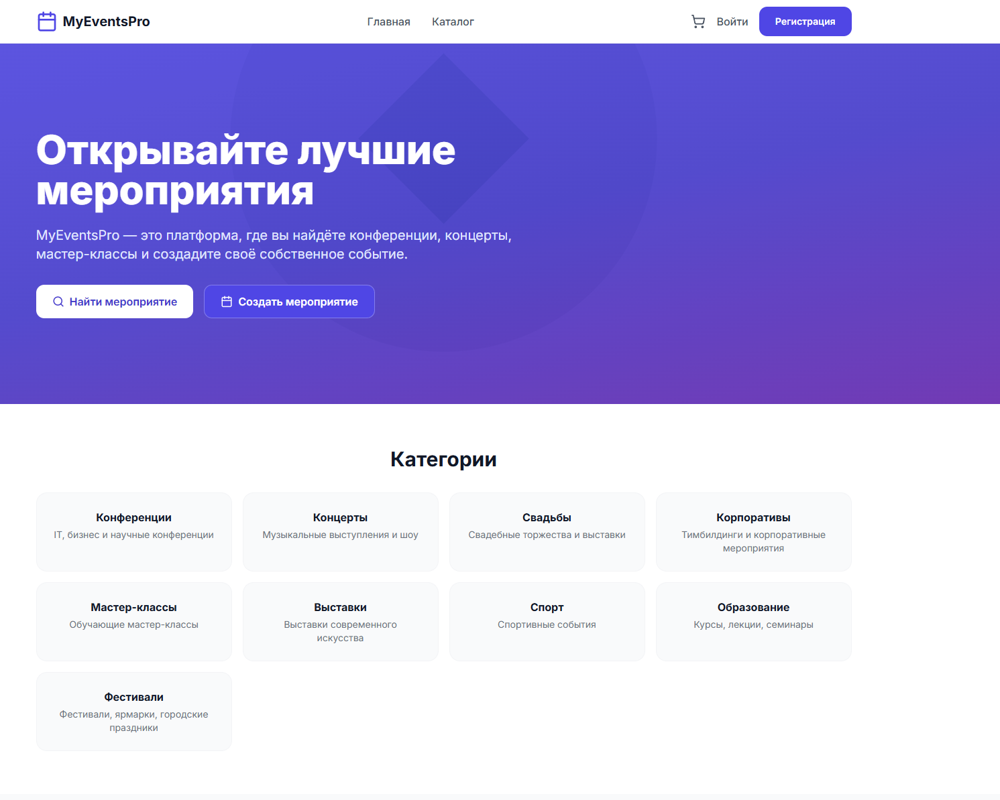 MyEventsPro
Главная
Каталог
Войти
Регистрация
Открывайте лучшие
мероприятия
MyEventsPro — это платформа, где вы найдёте конференции, концерты,
мастер-классы и создадите своё собственное событие.
Найти мероприятие
Создать мероприятие
Категории
Конференции
IT, бизнес и научные конференции
Концерты
Музыкальные выступления и шоу
Свадьбы
Свадебные торжества и выставки
Корпоративы
Тимбилдинги и корпоративные
мероприятия
Мастер-классы
Обучающие мастер-классы
Выставки
Выставки современного
искусства
Спорт
Спортивные события
Образование
Курсы, лекции, семинары
Фестивали
Фестивали, ярмарки, городские
праздники